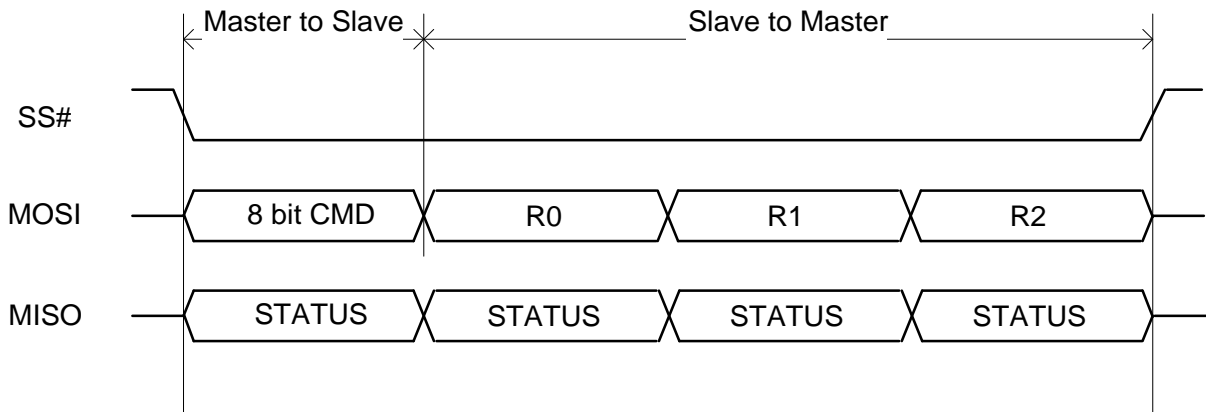 Master to Slave Slave to Master
SS#
MOSI 8 bit CMD R0 R1 R2
MISO STATUS STATUS STATUS STATUS